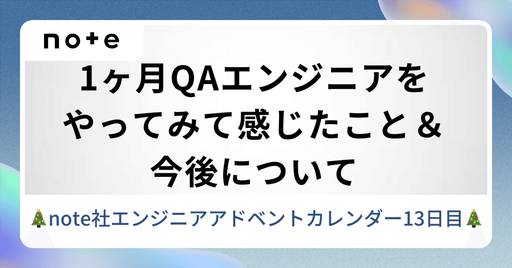 note
1ヶ月QAエンジニアを
やってみて感じたこと＆
今後について
🎄note社エンジニアアドベントカレンダー13日目🎄